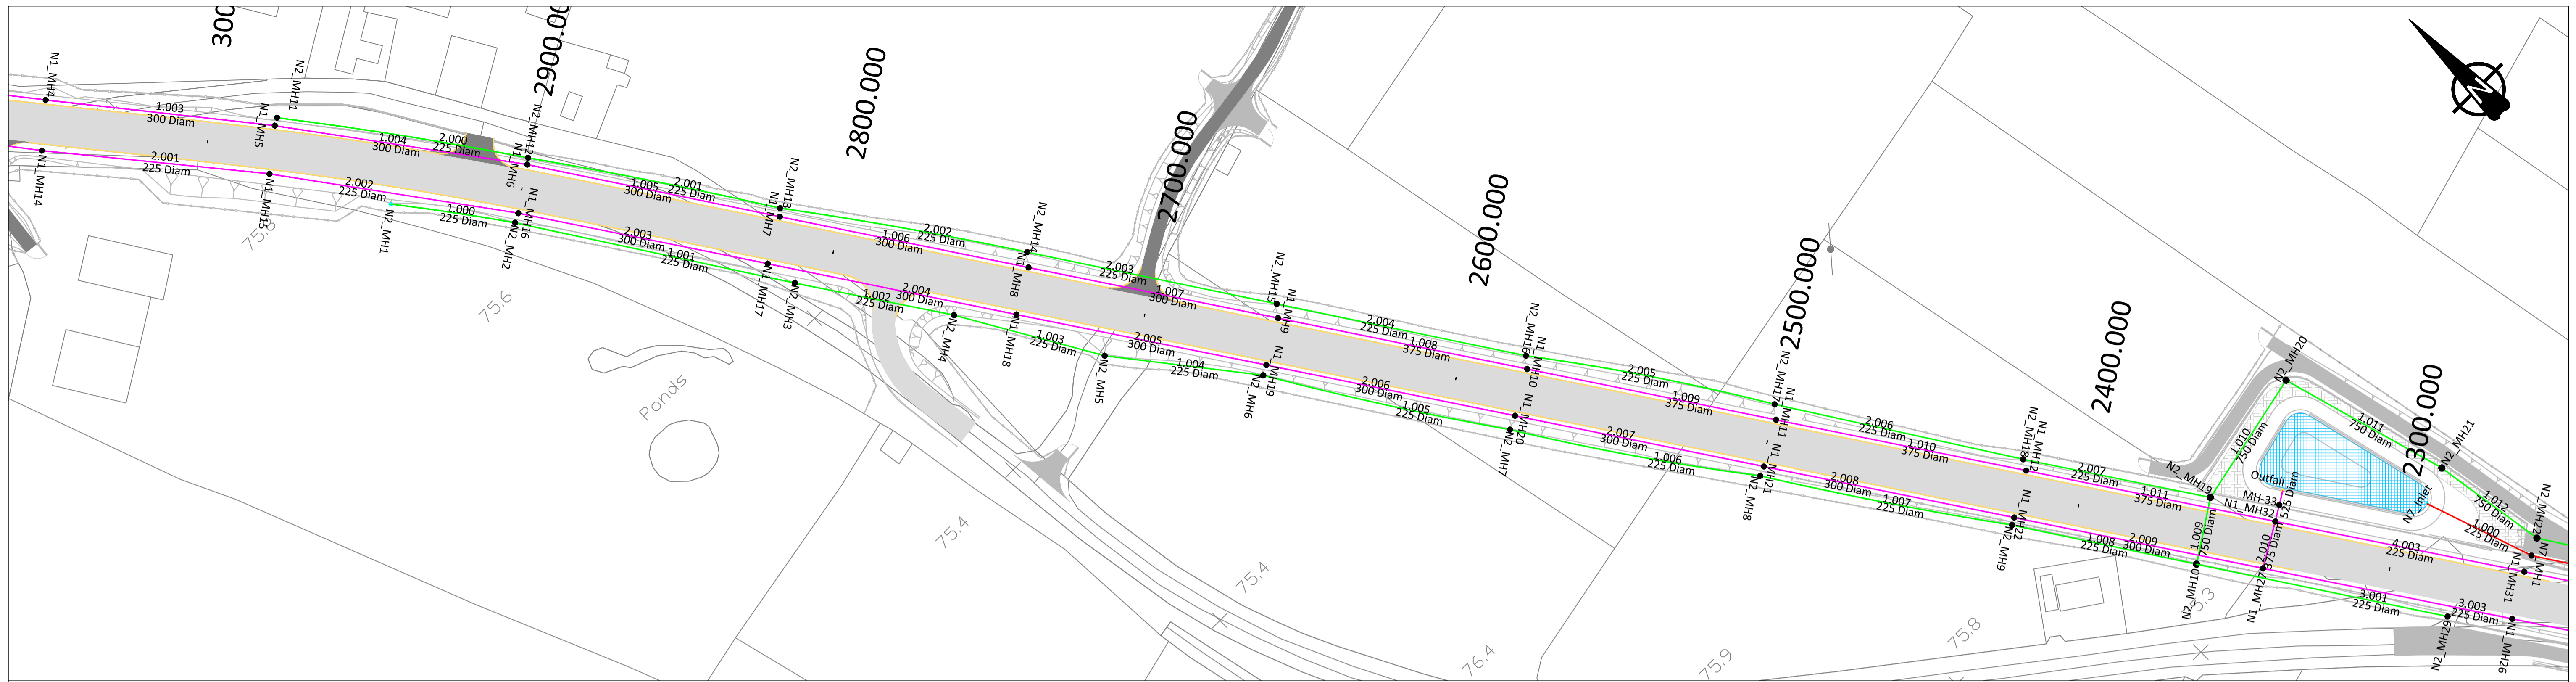 300
2900.00
2800.000
2700.000
2600.000
2500.000
2400.000
2300.000
N
N1_MH4
1.003
300 Diam
N2_MH11
N1_MH5
1.004
300 Diam
2.000
225 Diam
N2_MH12
N1_MH6
1.005
300 Diam
2.001
225 Diam
N2_MH13
N1_MH7
1.006
300 Diam
2.002
225 Diam
N2_MH14
N1_MH8
2.003
225 Diam
1.007
300 Diam
N2_MH15
N1_MH9
2.004
225 Diam
1.008
375 Diam
N2_MH16
N1_MH10
2.005
225 Diam
1.009
375 Diam
N2_MH17
N1_MH11
2.006
225 Diam
1.010
375 Diam
N2_MH18
N1_MH12
2.007
225 Diam
1.011
375 Diam
N2_MH19
N1_MH32
MH-33
Outfall
525 Diam
1.010
750 Diam
N2_MH20
1.011
750 Diam
N2_MH21
1.012
750 Diam
N2_MH22
N7_Inlet
1.000
225 Diam
N7_MH1
4.003
225 Diam
N1_MH31
N1_MH14
2.001
225 Diam
N1_MH15
2.002
225 Diam
N2_MH1
1.000
225 Diam
N1_MH16
N2_MH2
2.003
300 Diam
1.001
225 Diam
N1_MH17
N2_MH3
1.002
225 Diam
2.004
300 Diam
N2_MH4
N1_MH18
1.003
225 Diam
2.005
300 Diam
N2_MH5
1.004
225 Diam
N1_MH19
N2_MH6
2.006
300 Diam
1.005
225 Diam
N1_MH20
N2_MH7
2.007
300 Diam
1.006
225 Diam
N1_MH21
N2_MH8
2.008
300 Diam
1.007
225 Diam
N1_MH22
N2_MH9
2.009
300 Diam
1.008
225 Diam
N2_MH10
1.009
750 Diam
2.010
375 Diam
N1_MH27
3.001
225 Diam
N2_MH29
3.003
225 Diam
N1_MH26
75.6
Ponds
75.4
75.4
76.4
75.9
75.8